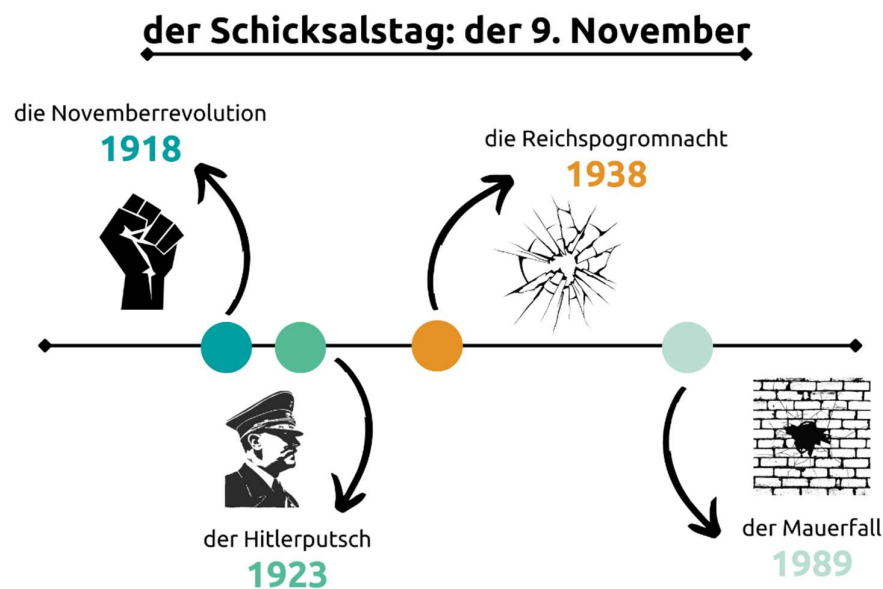 der Schicksalstag: der 9. November
die Novemberrevolution
1918
die Reichspogromnacht
1938
der Hitlerputsch
1923
der Mauerfall
1989